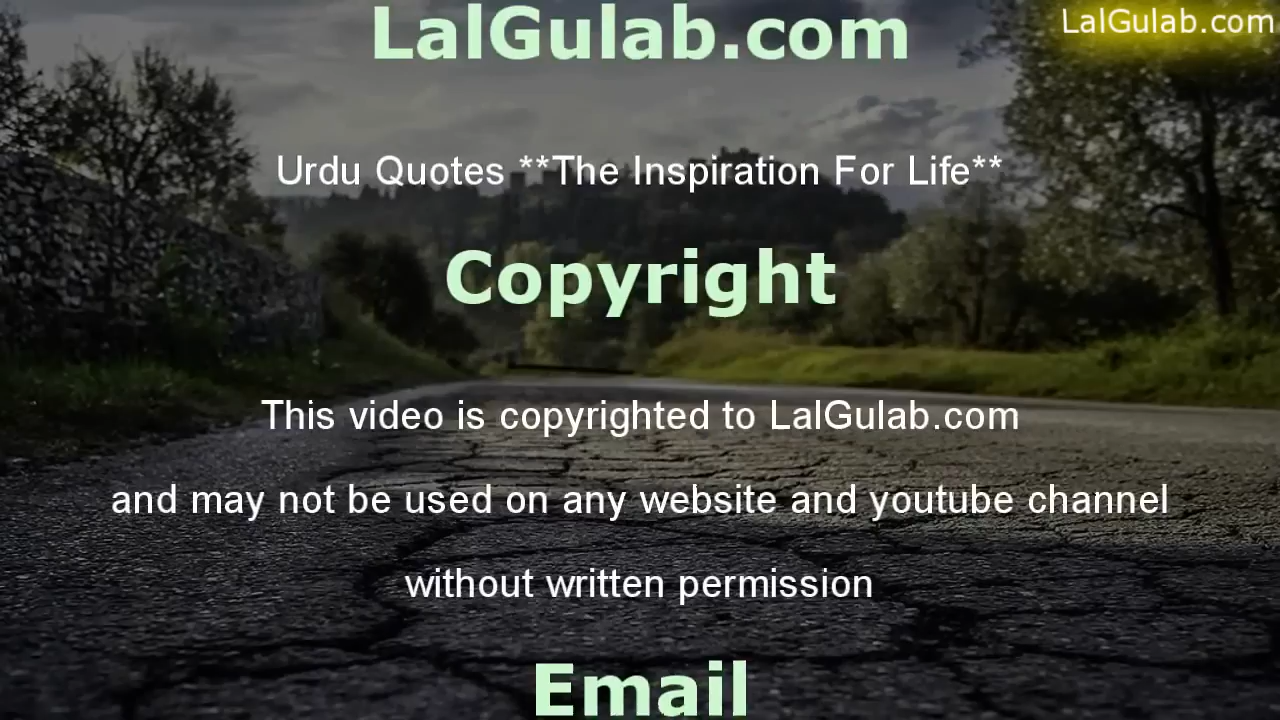 LalGulab.com
LalGulab.com
Urdu Quotes **The Inspiration For Life**
Copyright
This video is copyrighted to LalGulab.com
and may not be used on any website and youtube channel
without written permission
Email